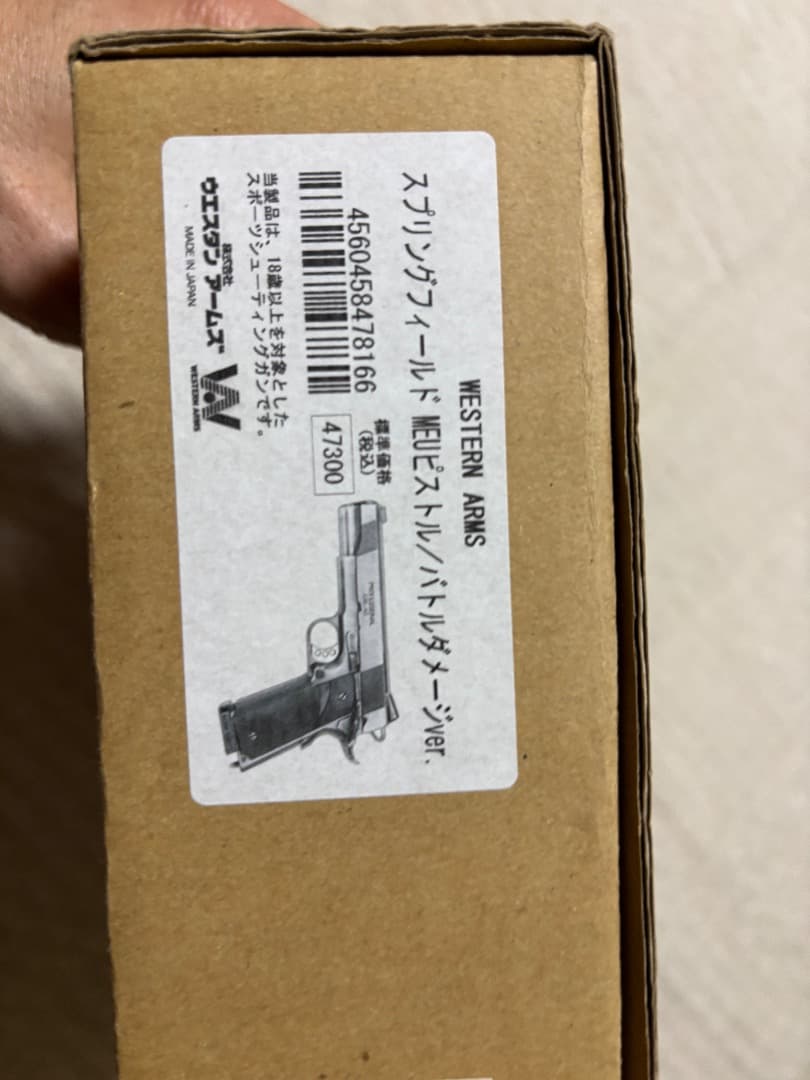 WESTERN ARMS
スプリングフィールド MEUピストル/バトルダメージver.
4560458478166
標準価格
(税込)
47300
当製品は、18歳以上を対象とした
スポーツシューティングガンです。
株式会社
ウエスタン アームズ
MADE IN JAPAN
WESTERN ARMS
PROFESSIONAL